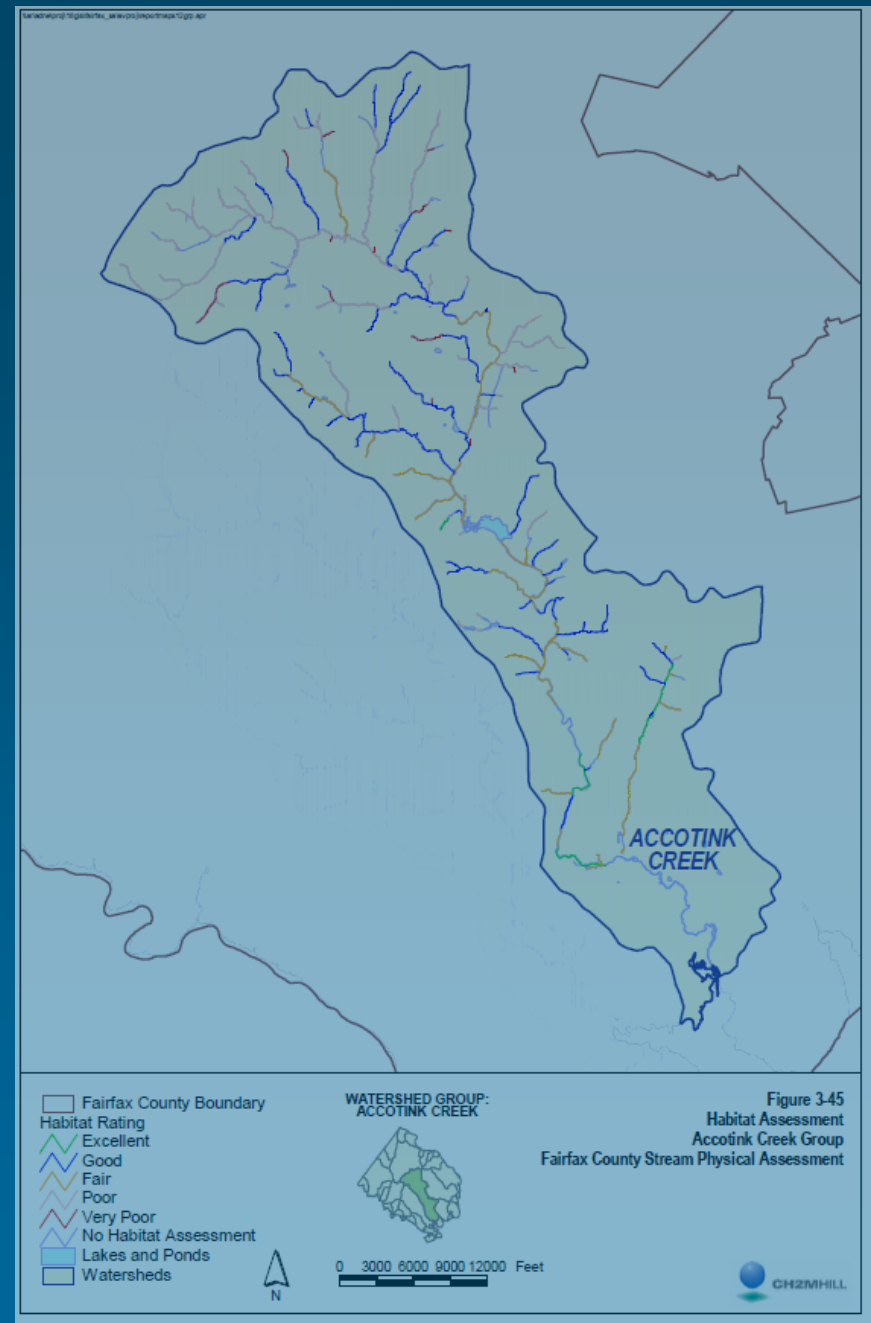 ACCOTINK
CREEK
Fairfax County Boundary
Habitat Rating
Excellent
Good
Fair
Poor
Very Poor
No Habitat Assessment
Lakes and Ponds
Watersheds
WATERSHED GROUP:
ACCOTINK CREEK
N
0 3000 6000 9000 12000 Feet
Figure 3-45
Habitat Assessment
Accotink Creek Group
Fairfax County Stream Physical Assessment
CH2MHILL